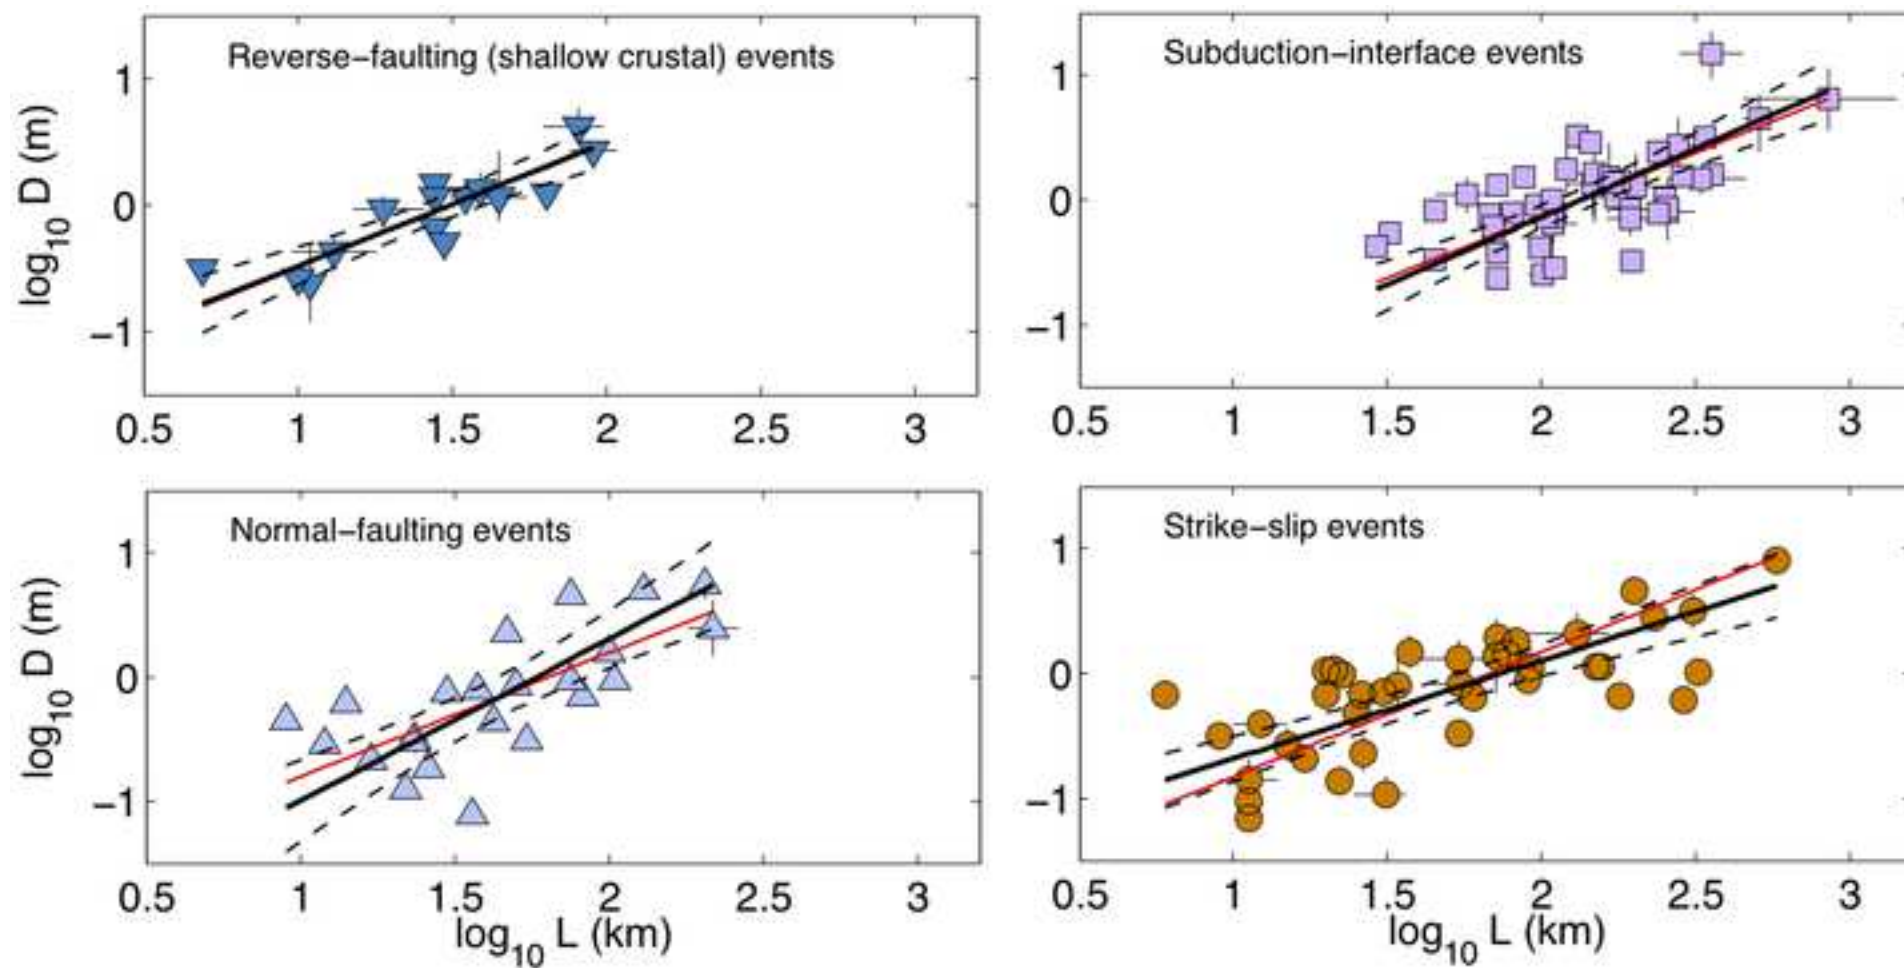 Reverse−faulting (shallow crustal) events
log10 D (m)
1
0
−1
0.5 1 1.5 2 2.5 3
Subduction−interface events
log10 D (m)
1
0
−1
0.5 1 1.5 2 2.5 3
Normal−faulting events
log10 D (m)
1
0
−1
0.5 1 1.5 2 2.5 3
log10 L (km)
Strike−slip events
log10 D (m)
1
0
−1
0.5 1 1.5 2 2.5 3
log10 L (km)